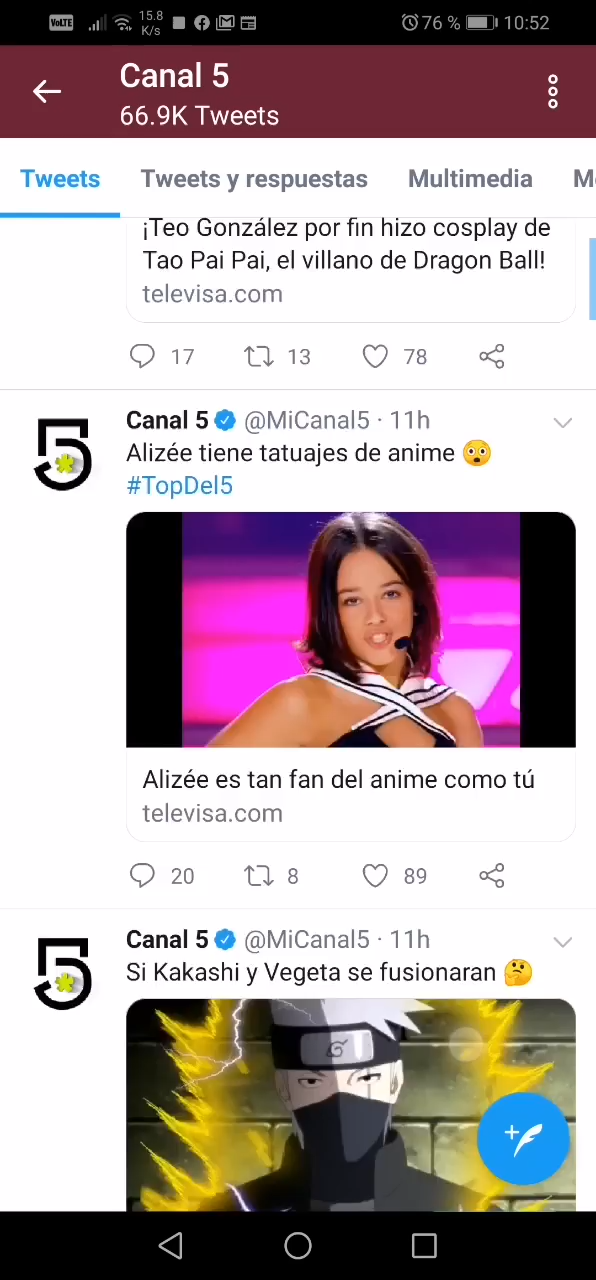 VoLTE 15.8 K/s 76 % 10:52
Canal 5
66.9K Tweets
Tweets Tweets y respuestas Multimedia M
¡Teo González por fin hizo cosplay de
Tao Pai Pai, el villano de Dragon Ball!
televisa.com
17 13 78
Canal 5 @MiCanal5 · 11h
Alizée tiene tatuajes de anime 😳
#TopDel5
Alizée es tan fan del anime como tú
televisa.com
20 8 89
Canal 5 @MiCanal5 · 11h
Si Kakashi y Vegeta se fusionaran 🤔